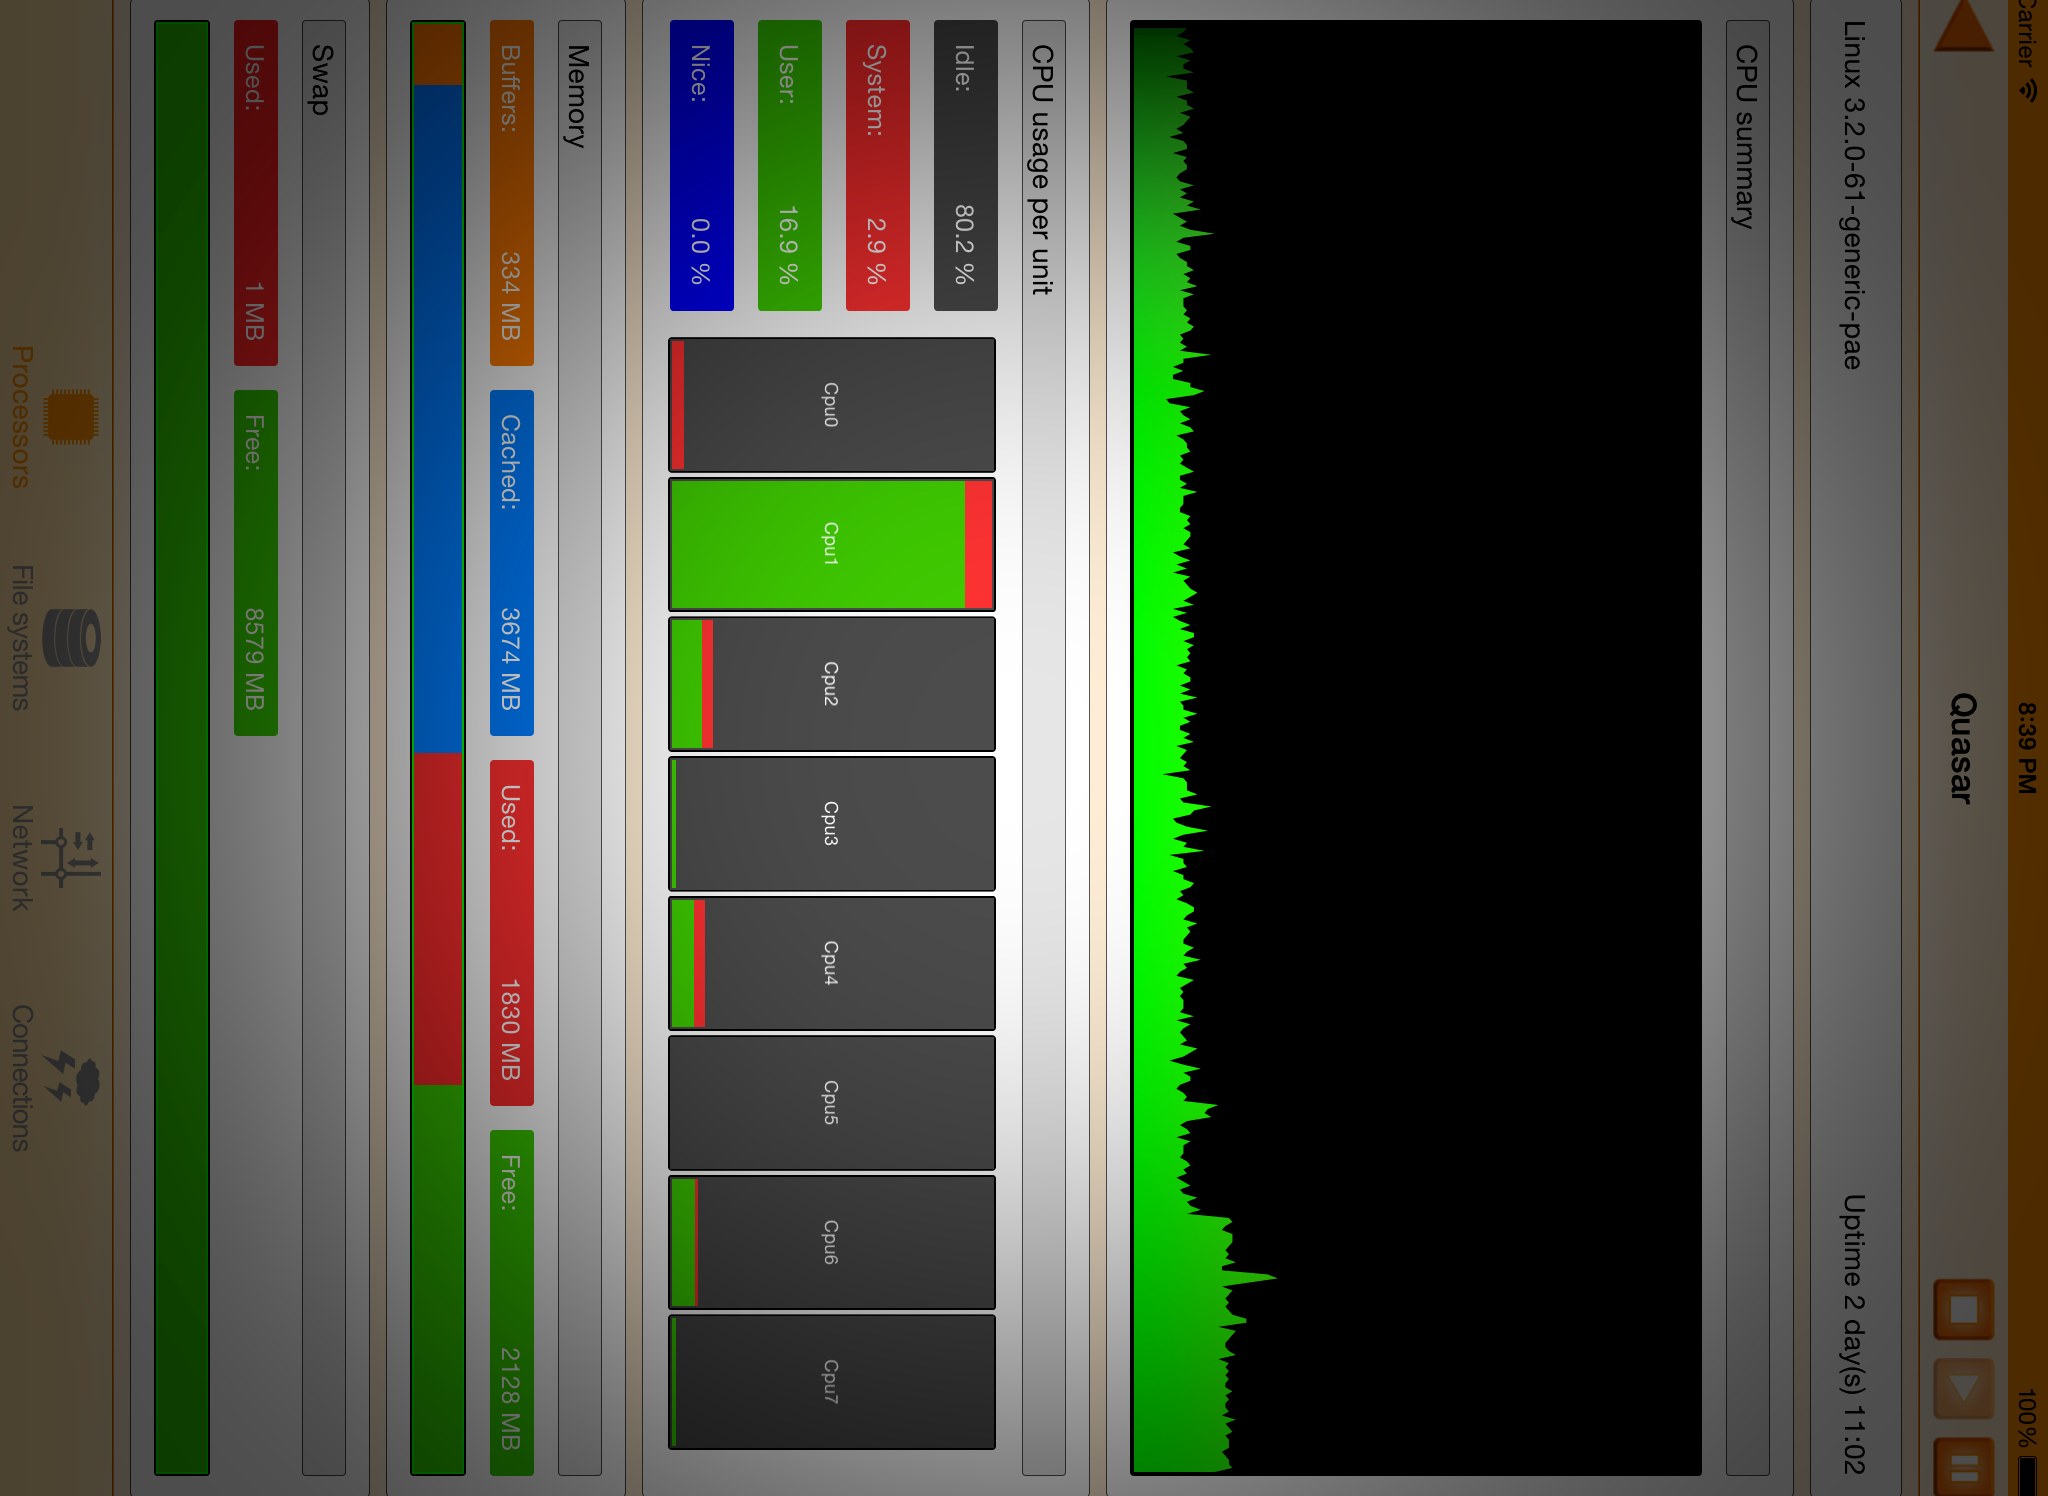 Carrier 8:39 PM 100%
Quasar
Linux 3.2.0-61-generic-pae Uptime 2 day(s) 11:02
CPU summary
CPU usage per unit
Idle: 80.2 %
System: 2.9 %
User: 16.9 %
Nice: 0.0 %
Cpu0 Cpu1 Cpu2 Cpu3 Cpu4 Cpu5 Cpu6 Cpu7
Memory
Buffers: 334 MB Cached: 3674 MB Used: 1830 MB Free: 2128 MB
Swap
Used: 1 MB Free: 8579 MB
Processors File systems Network Connections